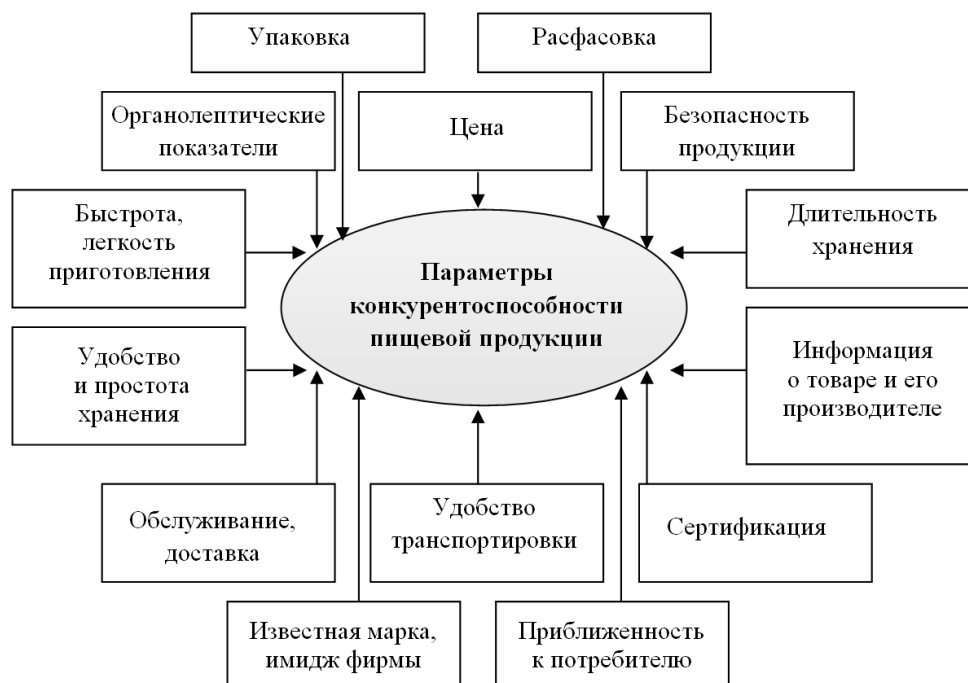 Упаковка
Расфасовка
Органолептические
показатели
Цена
Безопасность
продукции
Быстрота,
легкость
приготовления
Длительность
хранения
Параметры
конкурентоспособности
пищевой продукции
Удобство
и простота
хранения
Информация
о товаре и его
производителе
Обслуживание,
доставка
Удобство
транспортировки
Сертификация
Известная марка,
имидж фирмы
Приближенность
к потребителю